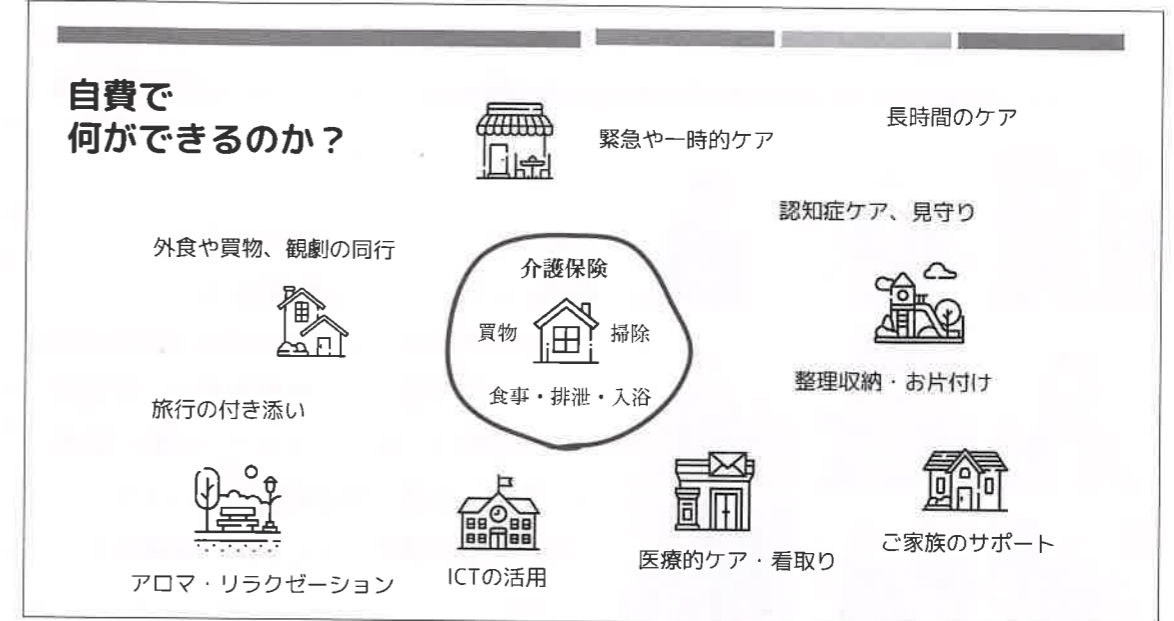 自費で
何ができるのか？
緊急や一時的ケア
長時間のケア
認知症ケア、見守り
外食や買物、観劇の同行
介護保険
買物
掃除
食事・排泄・入浴
整理収納・お片付け
旅行の付き添い
アロマ・リラクゼーション
ICTの活用
医療的ケア・看取り
ご家族のサポート